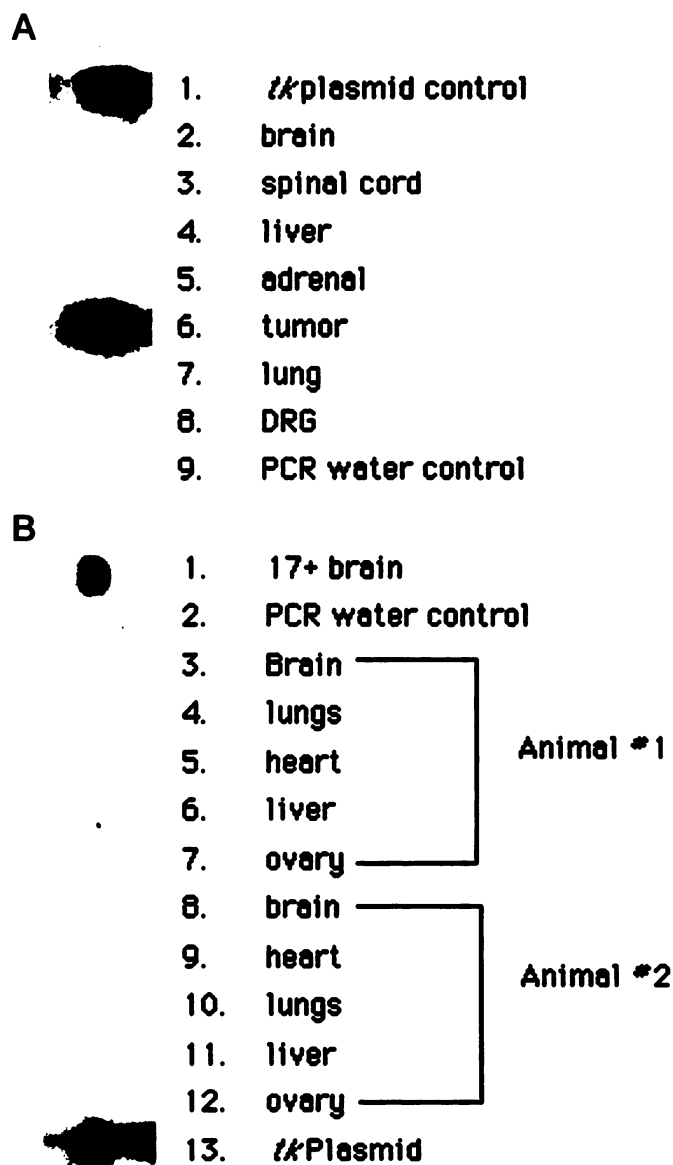 A
1. tk plasmid control
2. brain
3. spinal cord
4. liver
5. adrenal
6. tumor
7. lung
8. DRG
9. PCR water control
B
1. 17+ brain
2. PCR water control
3. Brain
4. lungs
5. heart
6. liver
7. ovary
Animal #1
8. brain
9. heart
10. lungs
11. liver
12. ovary
Animal #2
13. tk Plasmid